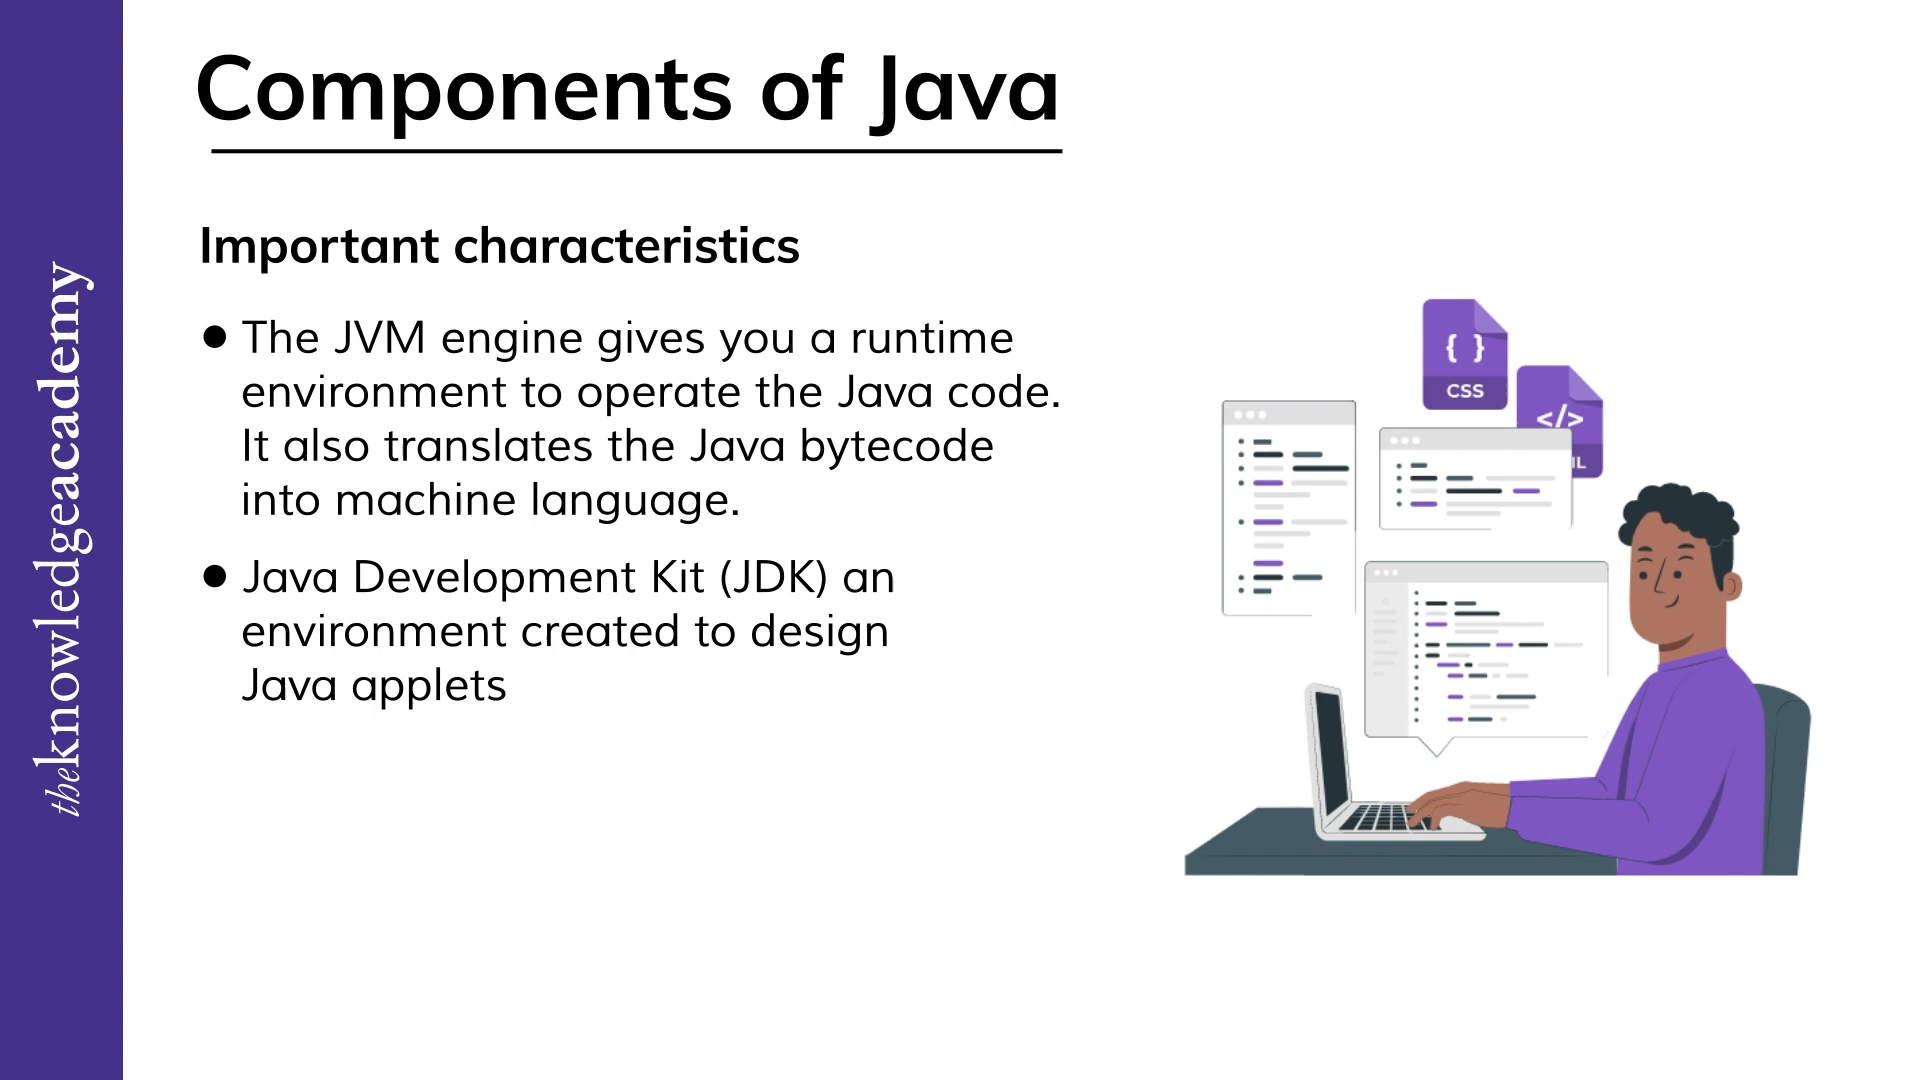 Components of Java
Important characteristics
● The JVM engine gives you a runtime
environment to operate the Java code.
It also translates the Java bytecode
into machine language.
● Java Development Kit (JDK) an
environment created to design
Java applets
theknowledgeacademy
{ }
CSS
</>